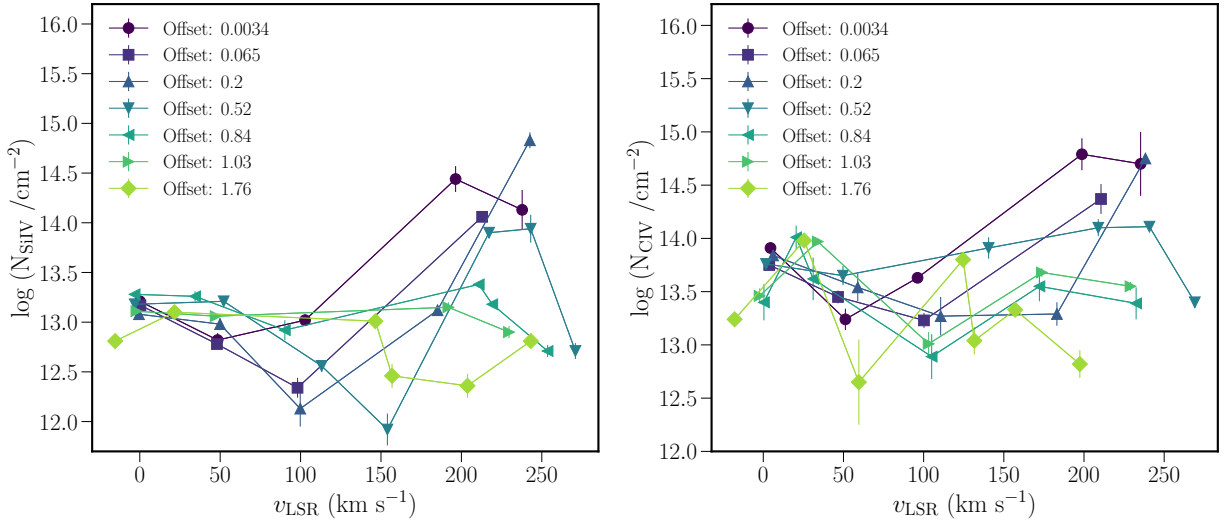 16.0
15.5
15.0
14.5
14.0
13.5
13.0
12.5
12.0
log (N_SiIV /cm⁻²)
Offset: 0.0034
Offset: 0.065
Offset: 0.2
Offset: 0.52
Offset: 0.84
Offset: 1.03
Offset: 1.76
0 50 100 150 200 250
v_LSR (km s⁻¹)
16.0
15.5
15.0
14.5
14.0
13.5
13.0
12.5
12.0
log (N_CIV /cm⁻²)
Offset: 0.0034
Offset: 0.065
Offset: 0.2
Offset: 0.52
Offset: 0.84
Offset: 1.03
Offset: 1.76
0 50 100 150 200 250
v_LSR (km s⁻¹)